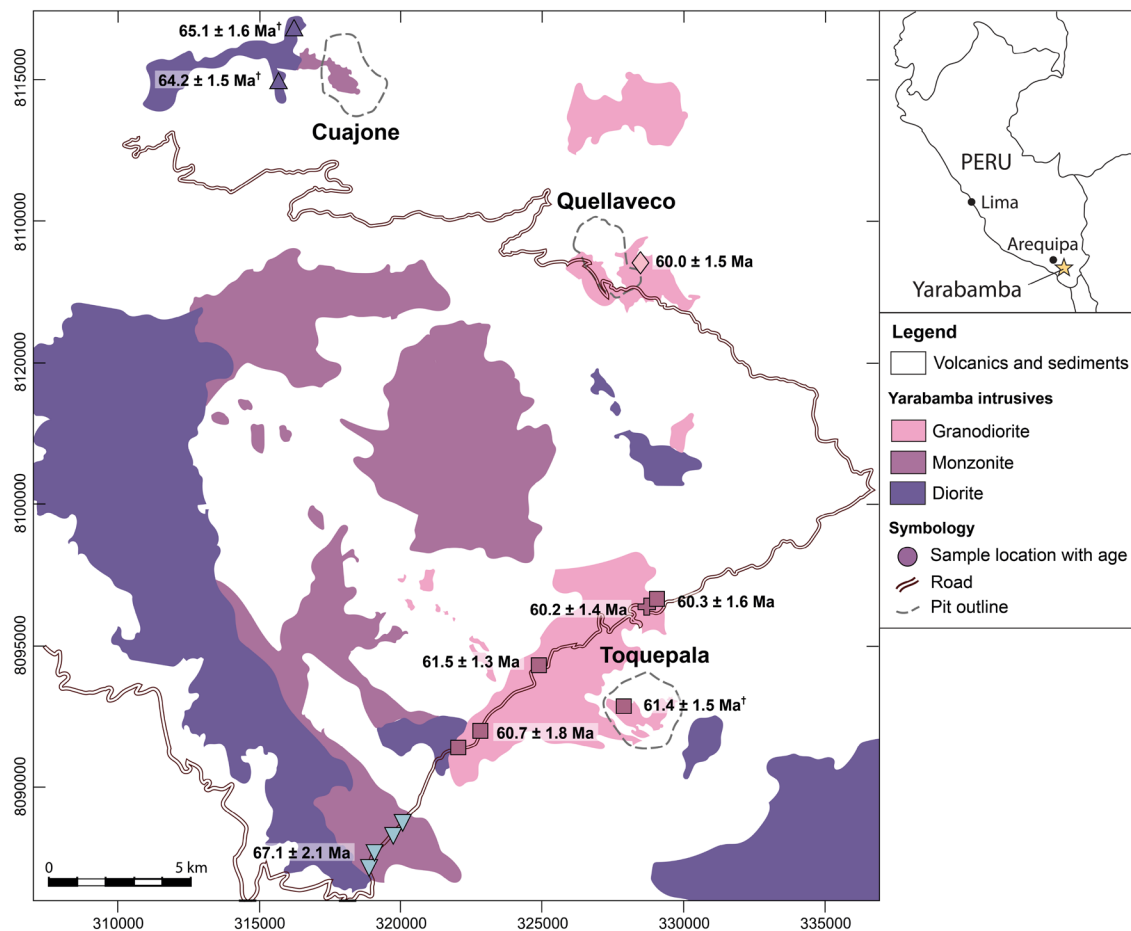 65.1 ± 1.6 Ma†
64.2 ± 1.5 Ma†
Cuajone
Quellaveco
60.0 ± 1.5 Ma
60.2 ± 1.4 Ma
60.3 ± 1.6 Ma
61.5 ± 1.3 Ma
Toquepala
61.4 ± 1.5 Ma†
60.7 ± 1.8 Ma
67.1 ± 2.1 Ma
0 5 km
8115000
8110000
8120000
8100000
8095000
8090000
310000 315000 320000 325000 330000 335000
PERU
Lima
Arequipa
Yarabamba
Legend
Volcanics and sediments
Yarabamba intrusives
Granodiorite
Monzonite
Diorite
Symbology
Sample location with age
Road
Pit outline